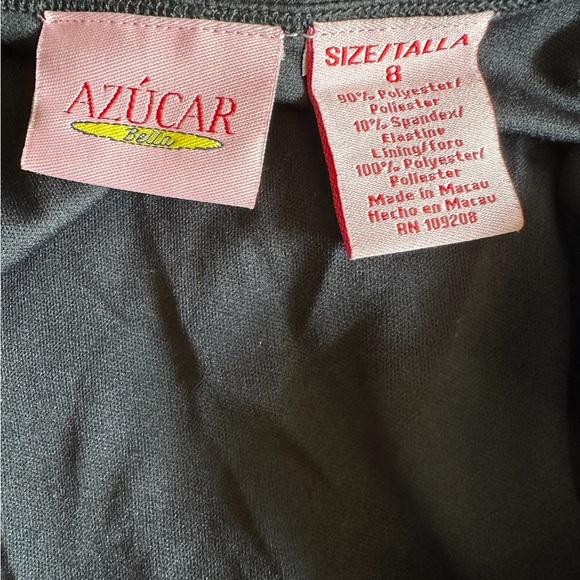 AZÚCAR
Bella
SIZE/TALLA
8
90% Polyester/
Poliester
10% Spandex/
Elastine
Lining/Foro
100% Polyester/
Poliester
Made in Macau
Hecho en Macau
RN 109208